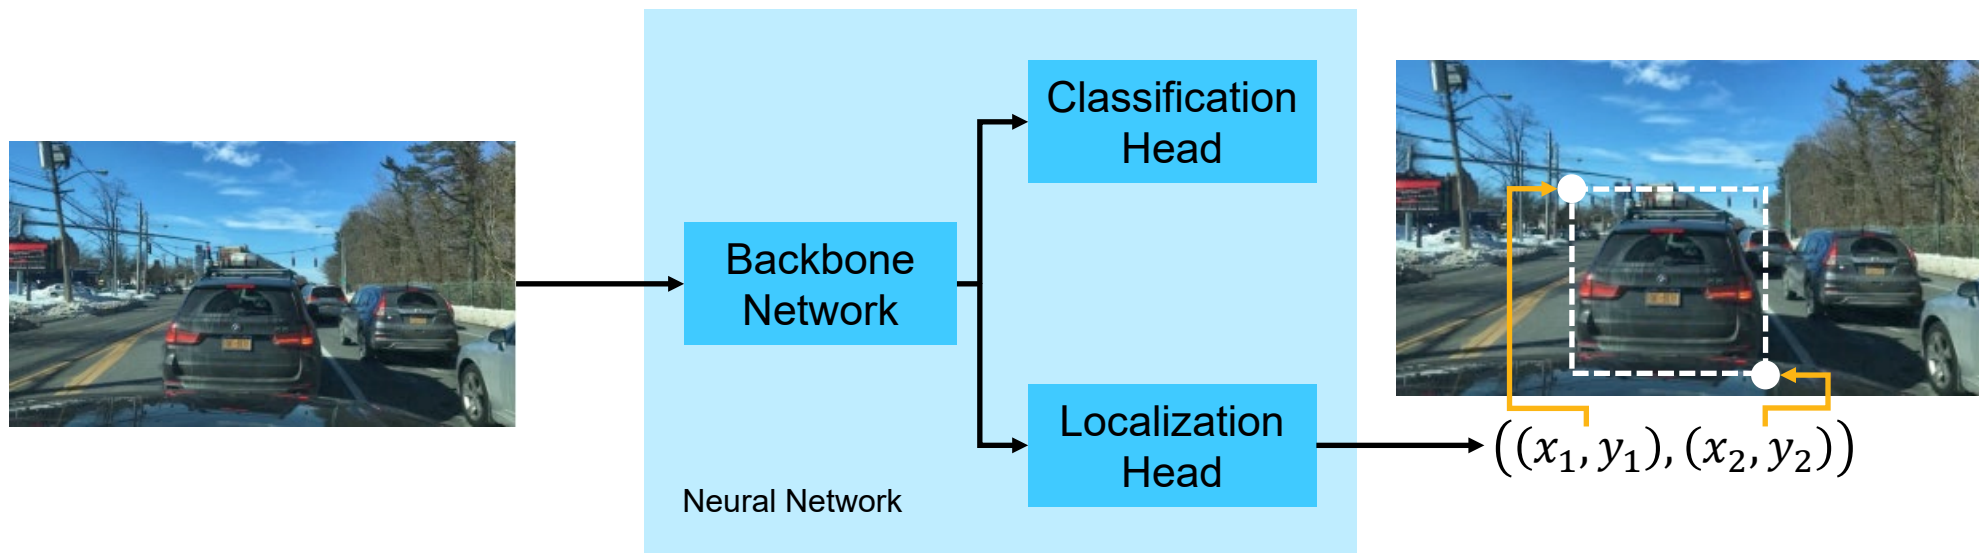 Classification
Head
Backbone
Network
Localization
Head
Neural Network
((x₁, y₁), (x₂, y₂))